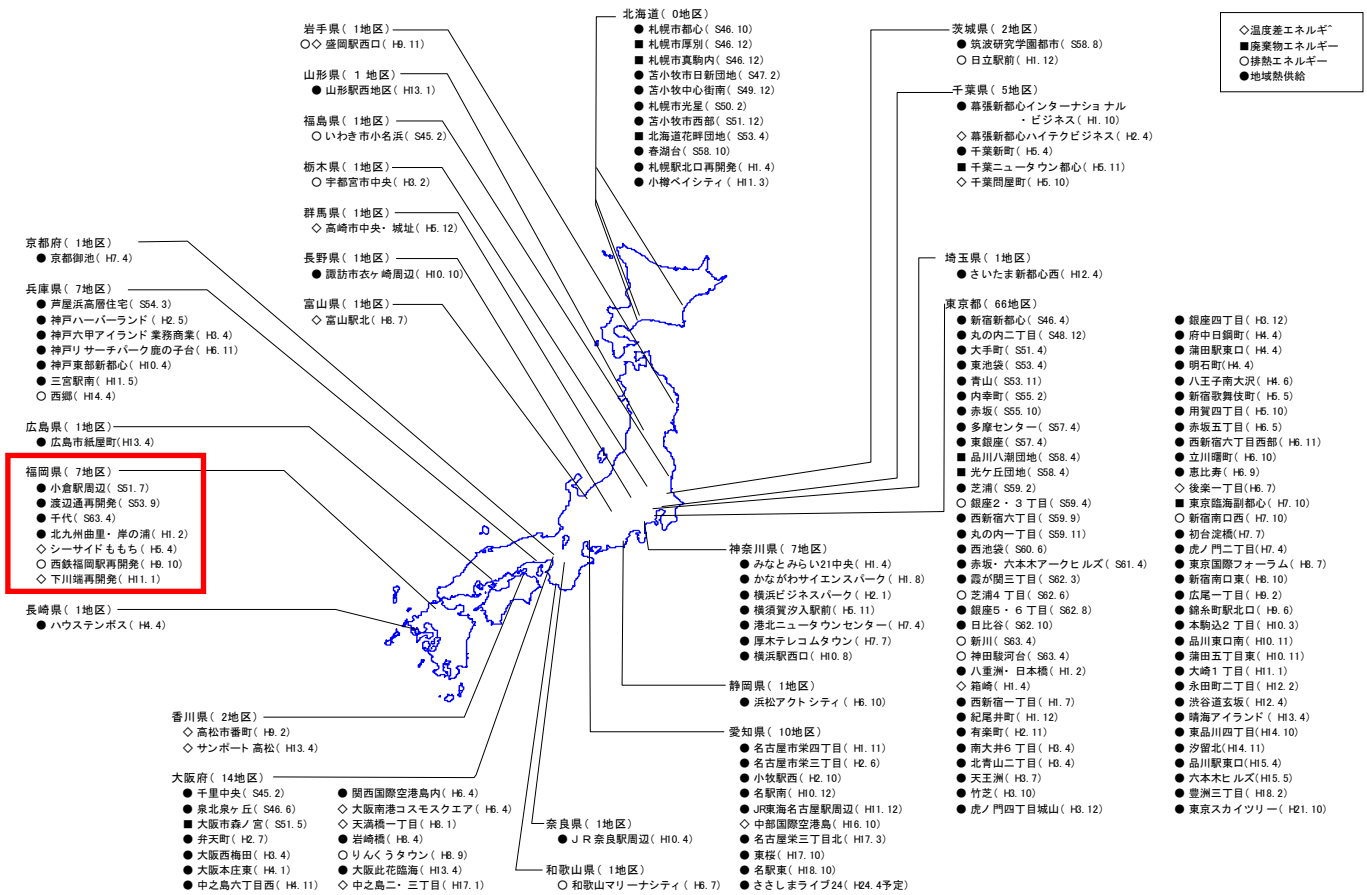 岩手県( 1地区)
○◇ 盛岡駅西口( H9.11)
山形県( 1 地区)
● 山形駅西地区( H13.1)
福島県( 1地区)
○ いわき市小名浜( S45.2)
栃木県( 1地区)
○ 宇都宮市中央( H3.2)
群馬県( 1地区)
◇ 高崎市中央・ 城址( H5.12)
長野県( 1地区)
● 諏訪市衣ヶ崎周辺( H10.10)
富山県( 1地区)
◇ 富山駅北( H8.7)
京都府( 1地区)
● 京都御池( H7.4)
兵庫県( 7地区)
● 芦屋浜高層住宅( S54.3)
● 神戸ハーバーランド( H2.5)
● 神戸六甲アイランド 業務商業( H3.4)
● 神戸リサーチパーク鹿の子台( H6.11)
● 神戸東部新都心( H10.4)
● 三宮駅南( H11.5)
○ 西郷( H14.4)
広島県( 1地区)
● 広島市紙屋町( H13.4)
福岡県( 7地区)
● 小倉駅周辺( S51.7)
● 渡辺通再開発( S53.9)
● 千代( S63.4)
● 北九州曲里・ 岸の浦( H1.2)
◇ シーサイドももち( H5.4)
○ 西鉄福岡駅再開発( H9.10)
◇ 下川端再開発( H11.1)
長崎県( 1地区)
● ハウステンボス( H4.4)
香川県( 2地区)
◇ 高松市番町( H9.2)
◇ サンポート 高松( H13.4)
大阪府( 14地区)
● 千里中央( S45.2)
● 泉北泉ヶ丘( S46.6)
■ 大阪市森ノ宮( S51.5)
● 弁天町( H2.7)
● 大阪西梅田( H3.4)
● 大阪本庄東( H4.1)
● 中之島六丁目西( H4.11)
● 関西国際空港島内( H6.4)
◇ 大阪南港コスモスクエア( H6.4)
◇ 天満橋一丁目( H8.1)
● 岩崎橋( H8.4)
○ りんくうタウン( H8.9)
● 大阪此花臨海( H13.4)
◇ 中之島二・ 三丁目( H17.1)
北海道( 0地区)
● 札幌市都心( S46.10)
■ 札幌市厚別( S46.12)
■ 札幌市真駒内( S46.12)
● 苫小牧市日新団地( S47.2)
● 苫小牧中心街南( S49.12)
● 札幌市光星( S50.2)
● 苫小牧市西部( S51.12)
■ 北海道花畔団地( S53.4)
● 春湖台( S58.10)
● 札幌駅北口再開発( H1.4)
● 小樽ベイシティ( H11.3)
奈良県( 1地区)
● ＪＲ奈良駅周辺( H10.4)
和歌山県( 1地区)
○ 和歌山マリーナシティ( H6.7)
神奈川県( 7地区)
● みなとみらい21中央( H1.4)
● かながわサイエンスパーク( H1.8)
● 横浜ビジネスパーク( H2.1)
● 横須賀汐入駅前( H5.11)
● 港北ニュータウンセンター( H7.4)
● 厚木テレコムタウン( H7.7)
● 横浜駅西口( H10.8)
静岡県( 1地区)
● 浜松アクトシティ( H6.10)
愛知県( 10地区)
● 名古屋市栄四丁目( H1.11)
● 名古屋市栄三丁目( H2.6)
● 小牧駅西( H2.10)
● 名駅南( H10.12)
● JR東海名古屋駅周辺( H11.12)
◇ 中部国際空港島( H16.10)
● 名古屋栄三丁目北( H17.3)
● 東桜( H17.10)
● 名駅東( H18.10)
● ささしまライブ24( H24.4予定)
茨城県( 2地区)
● 筑波研究学園都市( S58.8)
○ 日立駅前( H1.12)
千葉県( 5地区)
● 幕張新都心インターナショナル
・ ビジネス( H1.10)
◇ 幕張新都心ハイテクビジネス( H2.4)
● 千葉新町( H5.4)
■ 千葉ニュータウン都心( H5.11)
◇ 千葉問屋町( H5.10)
埼玉県( 1地区)
● さいたま新都心西( H12.4)
東京都( 66地区)
● 新宿新都心( S46.4)
● 丸の内二丁目( S48.12)
● 大手町( S51.4)
● 東池袋( S53.4)
● 青山( S53.11)
● 内幸町( S55.2)
● 赤坂( S55.10)
● 多摩センター( S57.4)
● 東銀座( S57.4)
■ 品川八潮団地( S58.4)
■ 光ケ丘団地( S58.4)
● 芝浦( S59.2)
○ 銀座２・ ３丁目( S59.4)
● 西新宿六丁目( S59.9)
● 丸の内一丁目( S59.11)
● 西池袋( S60.6)
● 赤坂・ 六本木アークヒルズ( S61.4)
● 霞が関三丁目( S62.3)
○ 芝浦４丁目( S62.6)
● 銀座５・ ６丁目( S62.8)
● 日比谷( S62.10)
○ 新川( S63.4)
○ 神田駿河台( S63.4)
● 八重洲・ 日本橋( H1.2)
◇ 箱崎( H1.4)
● 西新宿一丁目( H1.7)
● 紀尾井町( H1.12)
● 有楽町( H2.11)
● 南大井６丁目( H3.4)
● 北青山二丁目( H3.4)
● 天王洲( H3.7)
● 竹芝( H3.10)
● 虎ノ門四丁目城山( H3.12)
● 銀座四丁目( H3.12)
● 府中日鋼町( H4.4)
● 蒲田駅東口( H4.4)
● 明石町(H4.4)
● 八王子南大沢( H4.6)
● 新宿歌舞伎町( H5.5)
● 用賀四丁目( H5.10)
● 赤坂五丁目( H6.5)
● 西新宿六丁目西部( H6.11)
● 立川曙町( H6.10)
● 恵比寿( H6.9)
◇ 後楽一丁目(H6.7)
■ 東京臨海副都心( H7.10)
○ 新宿南口西( H7.10)
● 初台淀橋(H7.7)
● 虎ノ門二丁目( H7.4)
● 東京国際フォーラム( H8.7)
● 新宿南口東( H8.10)
● 広尾一丁目( H9.2)
● 錦糸町駅北口( H9.6)
● 本駒込２丁目( H10.3)
● 品川東口南( H10.11)
● 蒲田五丁目東( H10.11)
● 大崎１丁目( H11.1)
● 永田町二丁目( H12.2)
● 渋谷道玄坂( H12.4)
● 晴海アイランド( H13.4)
● 東品川四丁目(H14.10)
● 汐留北(H14.11)
● 品川駅東口(H15.4)
● 六本木ヒルズ(H15.5)
● 豊洲三丁目( H18.2)
● 東京スカイツリー( H21.10)
◇温度差エネルギ^
■廃棄物エネルギー
○排熱エネルギー
●地域熱供給